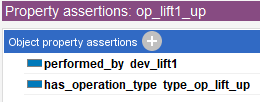 Property assertions: op_lift1_up
Object property assertions
performed_by dev_lift1
has_operation_type type_op_lift_up